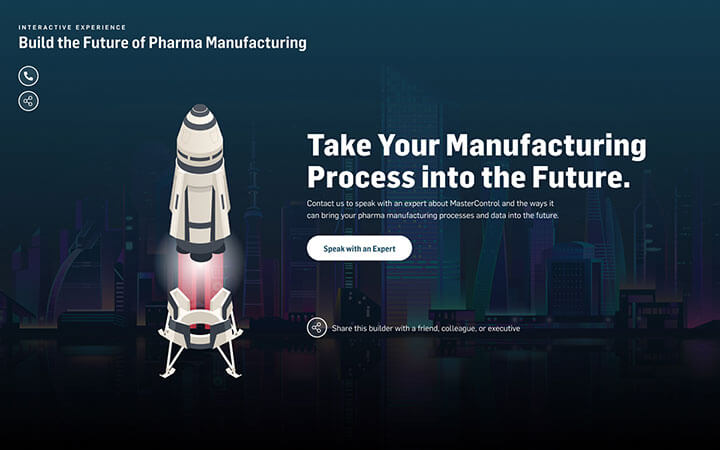 INTERACTIVE EXPERIENCE
Build the Future of Pharma Manufacturing
Take Your Manufacturing
Process into the Future.
Contact us to speak with an expert about MasterControl and the ways it
can bring your pharma manufacturing processes and data into the future.
Speak with an Expert
Share this builder with a friend, colleague, or executive